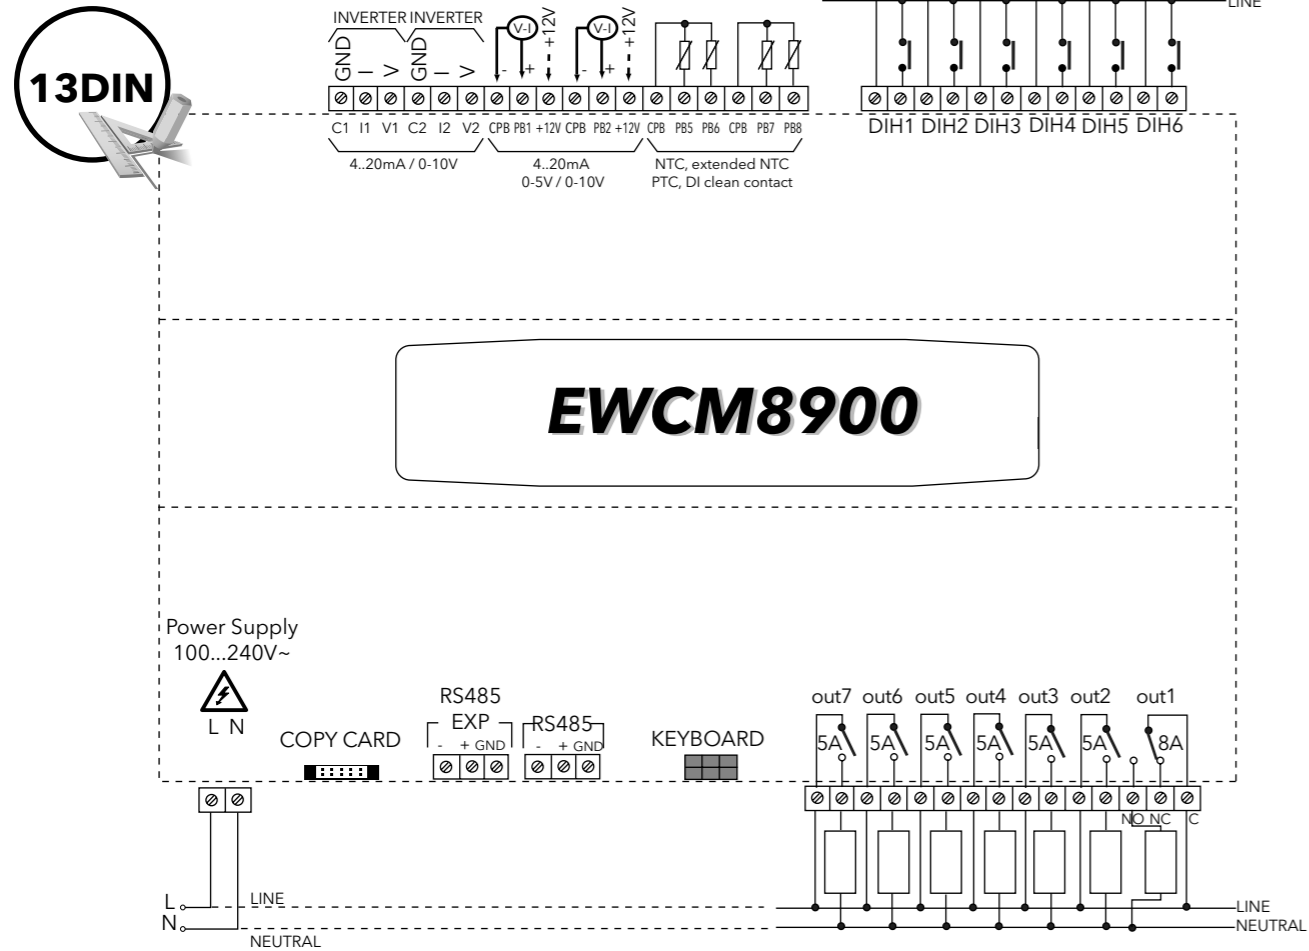 LINE
INVERTER INVERTER
GND I V GND I V
V-I +12V V-I +12V
- + - +
13DIN
C1 I1 V1 C2 I2 V2 CPB PB1 +12V CPB PB2 +12V CPB PB5 PB6 CPB PB7 PB8
DIH1 DIH2 DIH3 DIH4 DIH5 DIH6
4..20mA / 0-10V
4..20mA
0-5V / 0-10V
NTC, extended NTC
PTC, DI clean contact
EWCM8900
Power Supply
100...240V~
L N
COPY CARD
RS485
EXP
- + GND
RS485
- + GND
KEYBOARD
out7 out6 out5 out4 out3 out2 out1
5A 5A 5A 5A 5A 5A 8A
NO NC C
L LINE
N NEUTRAL
LINE
NEUTRAL